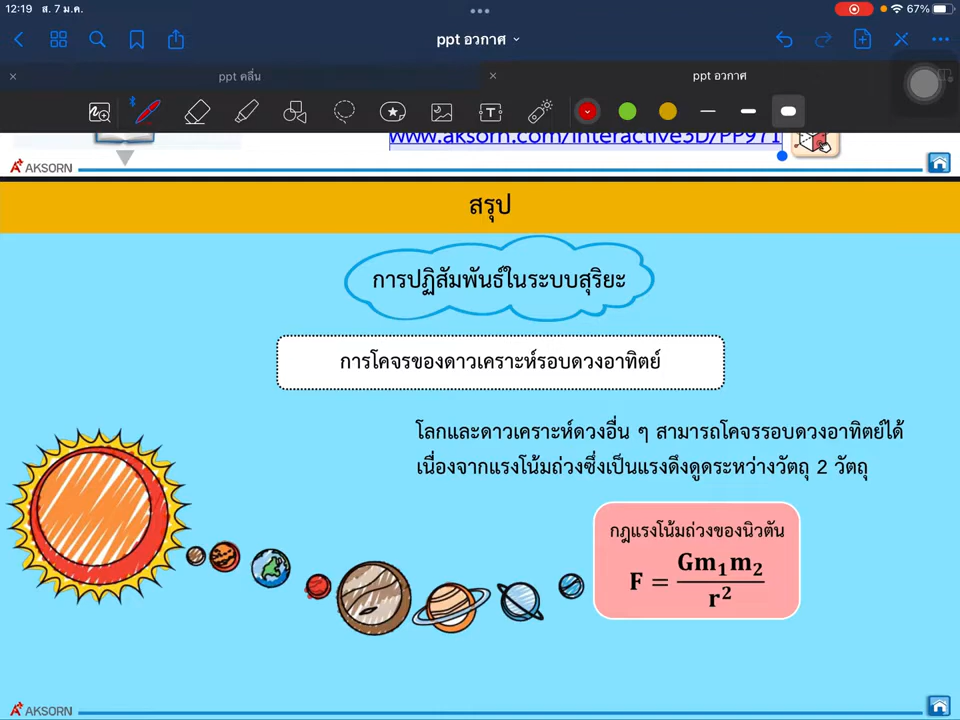 12:19 ส. 7 ม.ค.
67%
ppt อวกาศ
ppt คลื่น
ppt อวกาศ
www.aksorn.com/interactive3D/PP971
AKSORN
สรุป
การปฏิสัมพันธ์ในระบบสุริยะ
การโคจรของดาวเคราะห์รอบดวงอาทิตย์
โลกและดาวเคราะห์ดวงอื่น ๆ สามารถโคจรรอบดวงอาทิตย์ได้
เนื่องจากแรงโน้มถ่วงซึ่งเป็นแรงดึงดูดระหว่างวัตถุ 2 วัตถุ
กฎแรงโน้มถ่วงของนิวตัน
F = Gm₁m₂ / r²
AKSORN